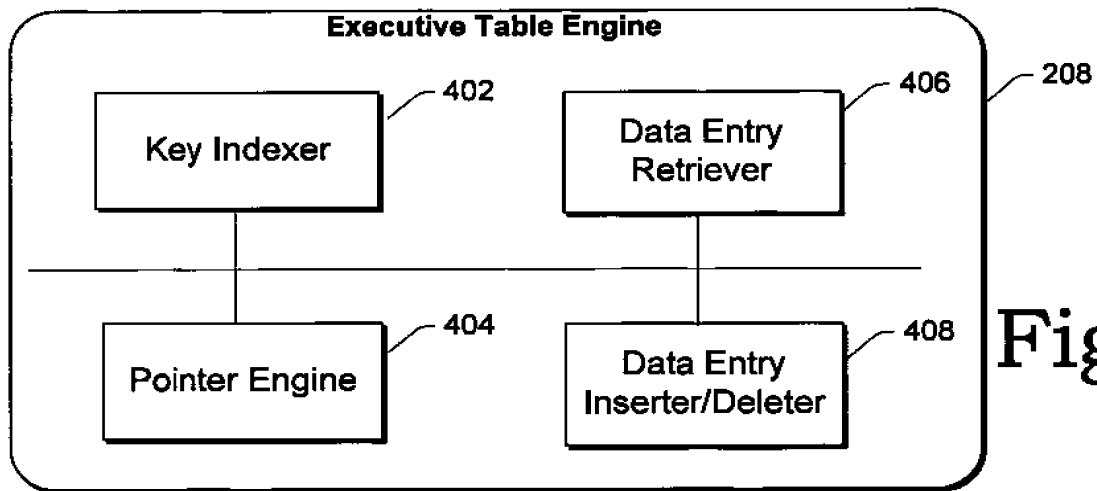 Executive Table Engine
208
402
Key Indexer
406
Data Entry
Retriever
404
Pointer Engine
408
Data Entry
Inserter/Deleter